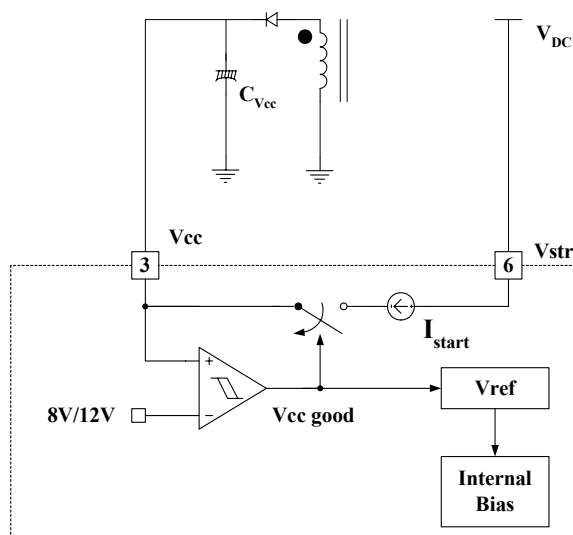 V_DC
C_Vcc
Vcc
Vstr
3
6
I_start
+
−
8V/12V
Vcc good
Vref
Internal
Bias